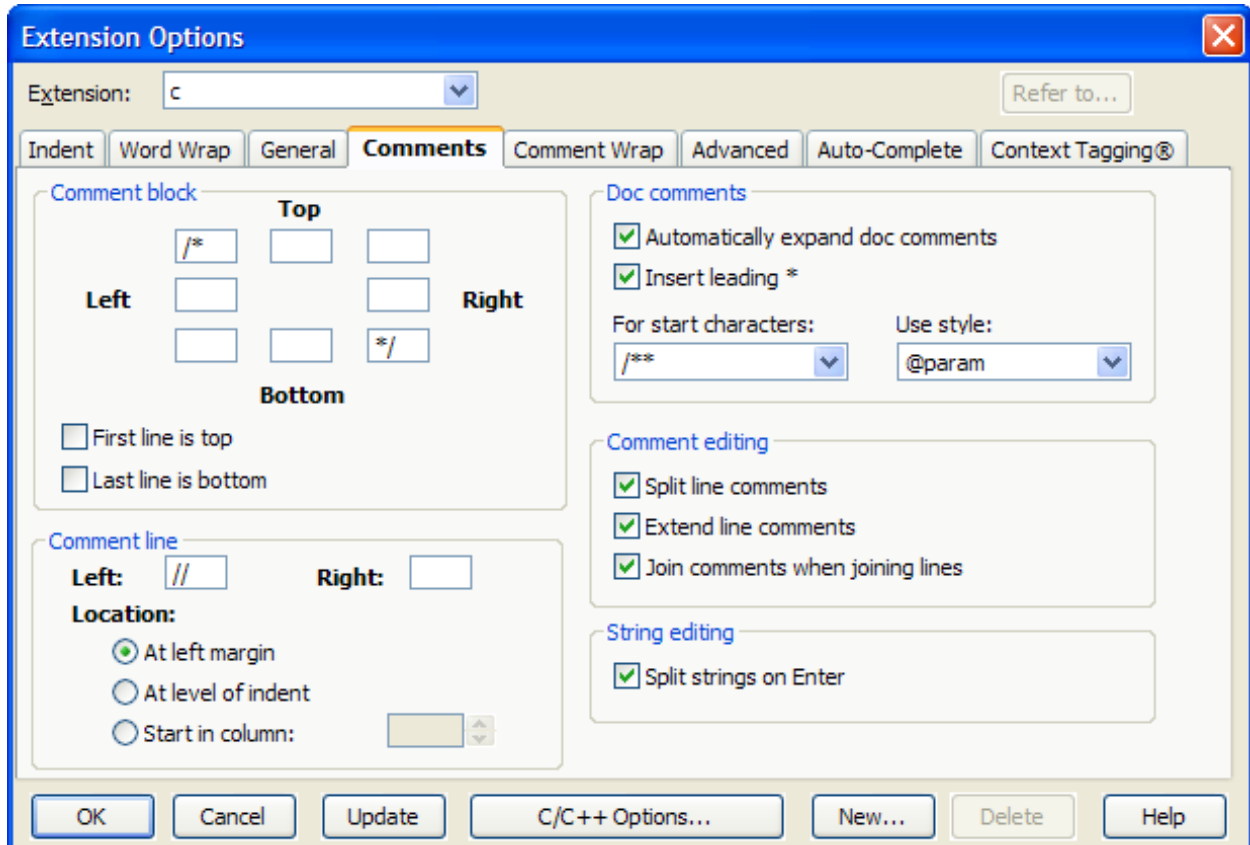 Extension Options
Extension: c Refer to...
Indent Word Wrap General Comments Comment Wrap Advanced Auto-Complete Context Tagging®
Comment block
Top
/*
Left Right
*/
Bottom
First line is top
Last line is bottom
Comment line
Left: // Right:
Location:
At left margin
At level of indent
Start in column:
Doc comments
Automatically expand doc comments
Insert leading *
For start characters: Use style:
/** @param
Comment editing
Split line comments
Extend line comments
Join comments when joining lines
String editing
Split strings on Enter
OK Cancel Update C/C++ Options... New... Delete Help